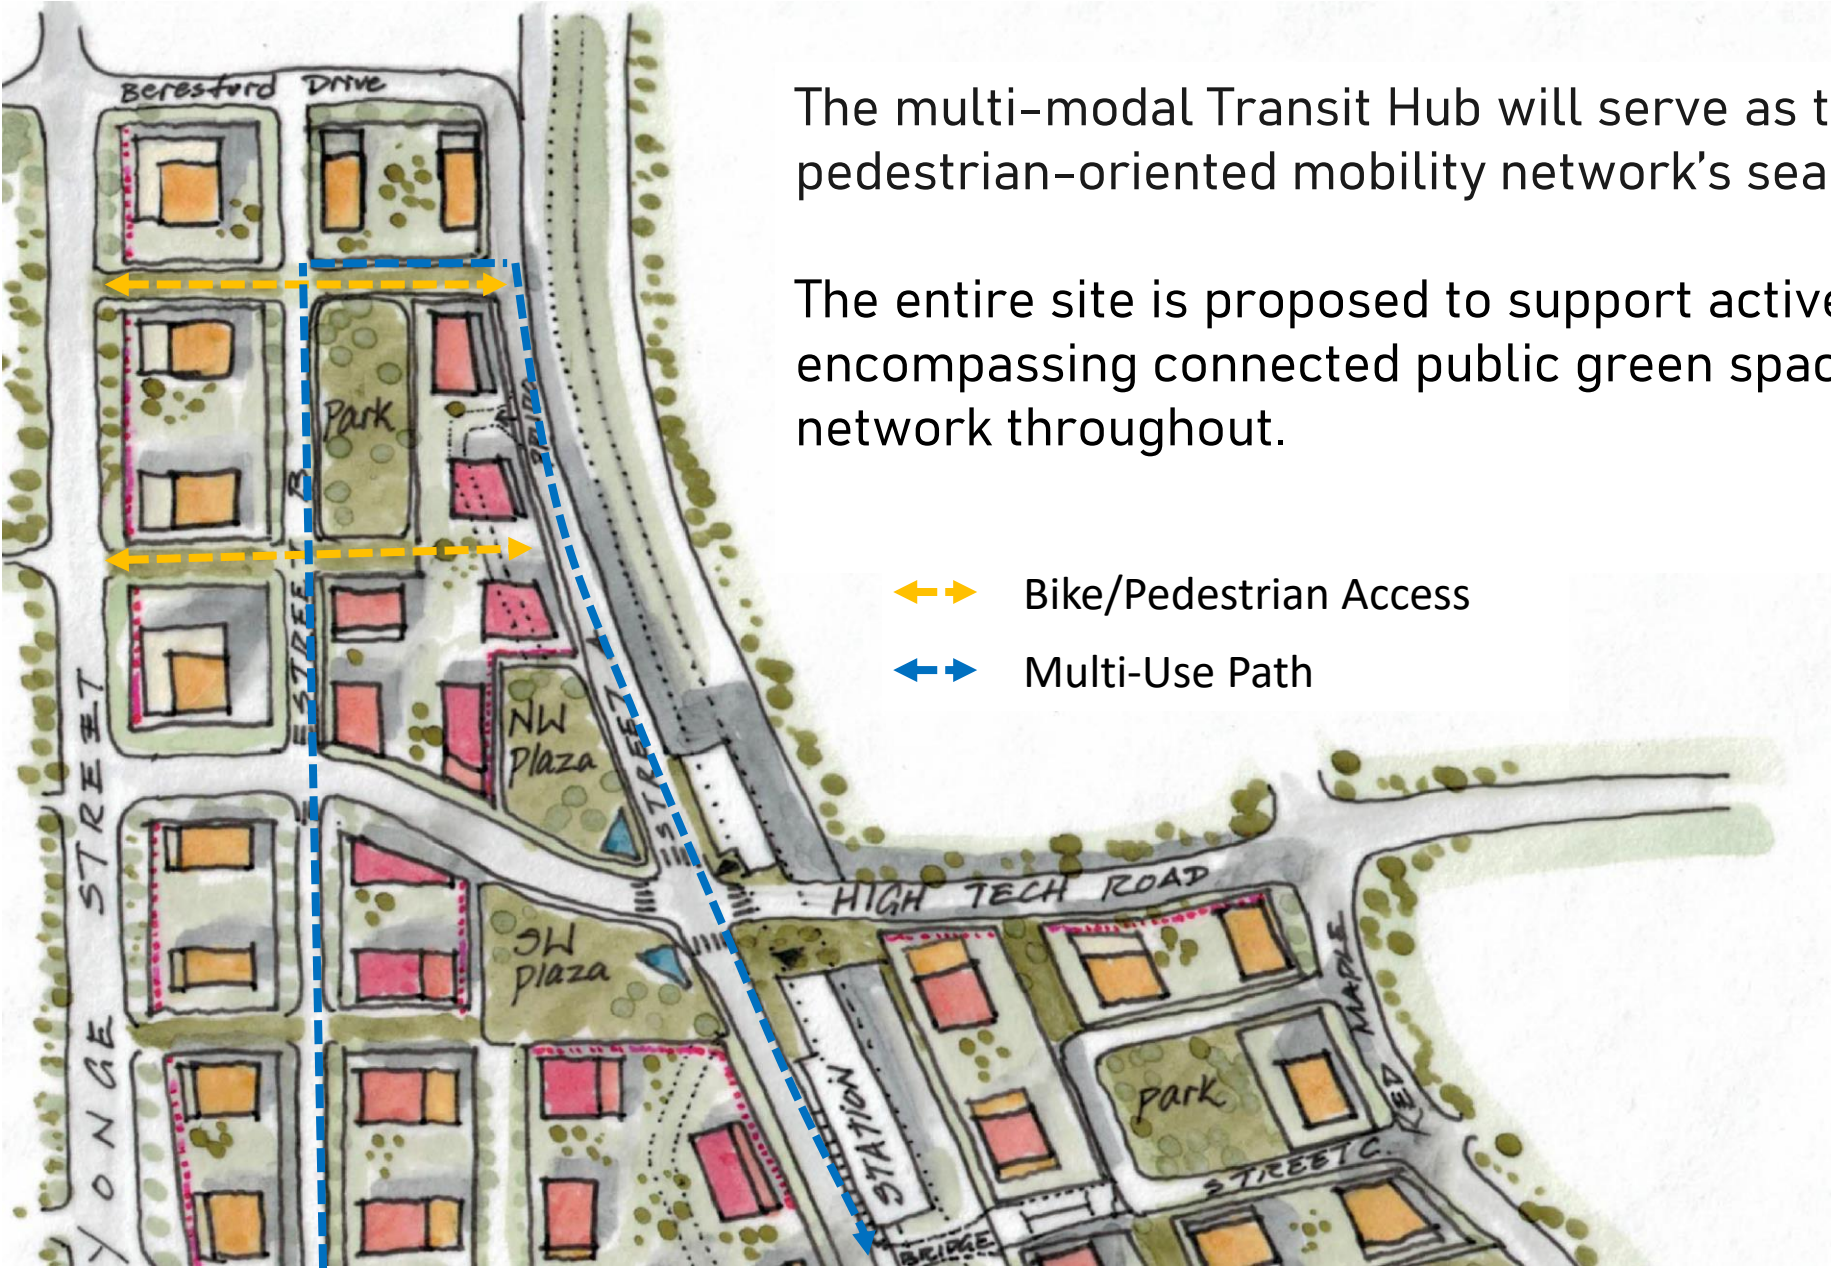 Beresford Drive
The multi-modal Transit Hub will serve as t
pedestrian-oriented mobility network's sea
The entire site is proposed to support active
encompassing connected public green spac
network throughout.
Park
STREET B
Bike/Pedestrian Access
Multi-Use Path
NW
Plaza
STREET A
YONGE STREET
HIGH TECH ROAD
SW
Plaza
RED MAPLE
STATION
Park
STREET C.
BRIDGE